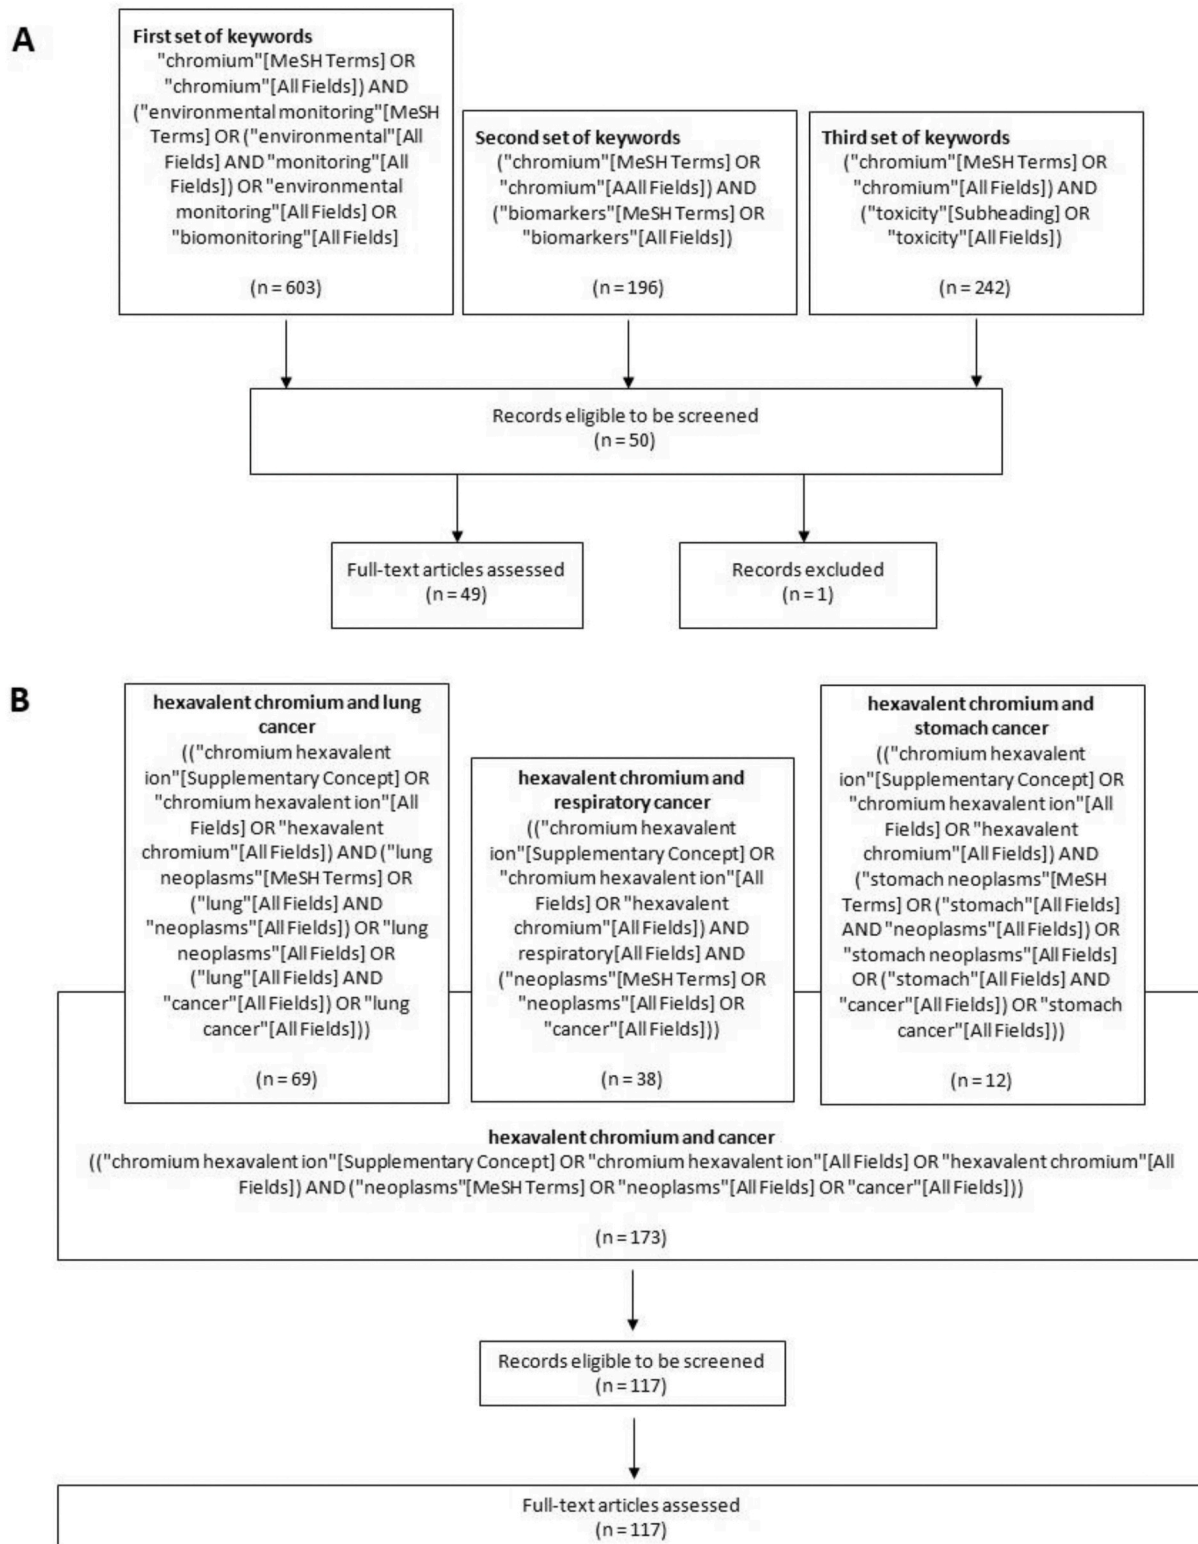 A
First set of keywords
"chromium"[MeSH Terms] OR
"chromium"[All Fields]) AND
("environmental monitoring"[MeSH
Terms] OR ("environmental"[All
Fields] AND "monitoring"[All
Fields]) OR "environmental
monitoring"[All Fields] OR
"biomonitoring"[All Fields]
(n = 603)
Second set of keywords
("chromium"[MeSH Terms] OR
"chromium"[AAll Fields]) AND
("biomarkers"[MeSH Terms] OR
"biomarkers"[All Fields])
(n = 196)
Third set of keywords
("chromium"[MeSH Terms] OR
"chromium"[All Fields]) AND
("toxicity"[Subheading] OR
"toxicity"[All Fields])
(n = 242)
Records eligible to be screened
(n = 50)
Full-text articles assessed
(n = 49)
Records excluded
(n = 1)
B
hexavalent chromium and lung
cancer
(("chromium hexavalent
ion"[Supplementary Concept] OR
"chromium hexavalent ion"[All
Fields] OR "hexavalent
chromium"[All Fields]) AND ("lung
neoplasms"[MeSH Terms] OR
("lung"[All Fields] AND
"neoplasms"[All Fields]) OR "lung
neoplasms"[All Fields] OR
("lung"[All Fields] AND
"cancer"[All Fields]) OR "lung
cancer"[All Fields]))
(n = 69)
hexavalent chromium and
respiratory cancer
(("chromium hexavalent
ion"[Supplementary Concept] OR
"chromium hexavalent ion"[All
Fields] OR "hexavalent
chromium"[All Fields]) AND
respiratory[All Fields] AND
("neoplasms"[MeSH Terms] OR
"neoplasms"[All Fields] OR
"cancer"[All Fields]))
(n = 38)
hexavalent chromium and
stomach cancer
(("chromium hexavalent
ion"[Supplementary Concept] OR
"chromium hexavalent ion"[All
Fields] OR "hexavalent
chromium"[All Fields]) AND
("stomach neoplasms"[MeSH
Terms] OR ("stomach"[All Fields]
AND "neoplasms"[All Fields]) OR
"stomach neoplasms"[All Fields]
OR ("stomach"[All Fields] AND
"cancer"[All Fields]) OR "stomach
cancer"[All Fields]))
(n = 12)
hexavalent chromium and cancer
(("chromium hexavalent ion"[Supplementary Concept] OR "chromium hexavalent ion"[All Fields] OR "hexavalent chromium"[All
Fields]) AND ("neoplasms"[MeSH Terms] OR "neoplasms"[All Fields] OR "cancer"[All Fields]))
(n = 173)
Records eligible to be screened
(n = 117)
Full-text articles assessed
(n = 117)